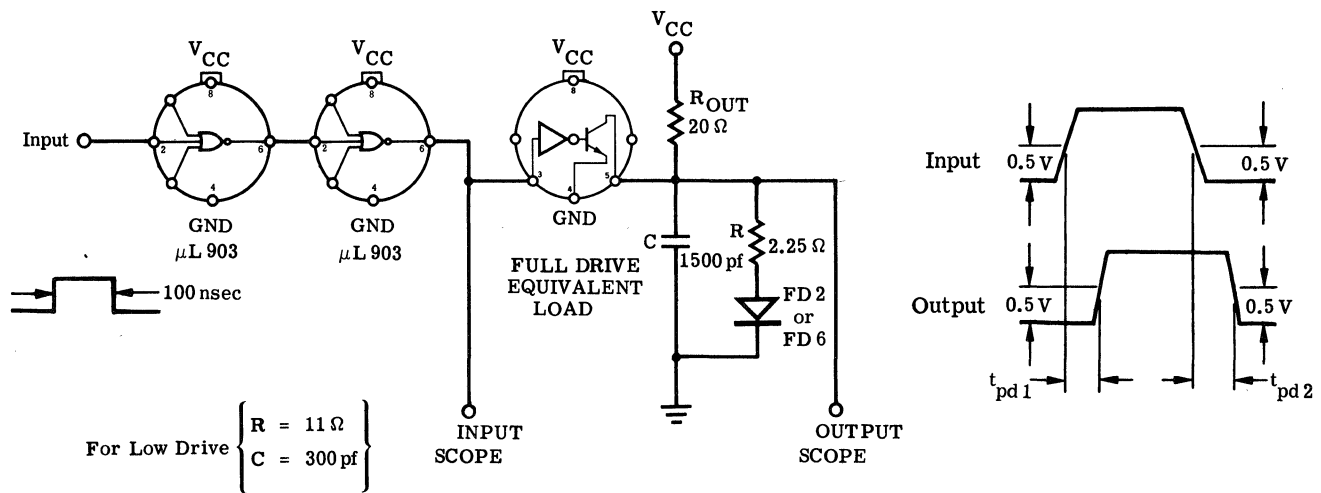 Input
V CC
8
2
6
4
GND
μL 903
V CC
8
2
6
4
GND
μL 903
100 nsec
V CC
8
3
4
5
GND
FULL DRIVE
EQUIVALENT
LOAD
V CC
R OUT
20 Ω
C
1500 pf
R
2.25 Ω
FD 2
or
FD 6
INPUT
SCOPE
OUTPUT
SCOPE
For Low Drive
R = 11 Ω
C = 300 pf
Input
0.5 V
0.5 V
Output
0.5 V
0.5 V
t pd 1
t pd 2